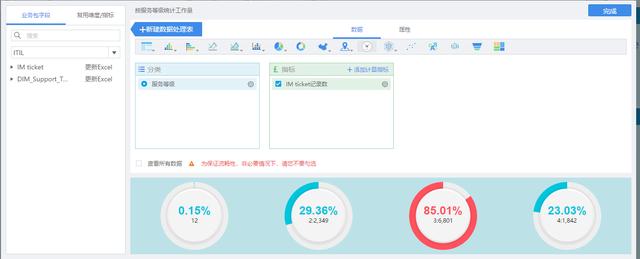 业务包字段
复用维度/指标
搜索
ITIL
IM ticket
更新Excel
DIM_Support_T...
更新Excel
按服务等级统计工作量
完成
+新建数据处理表
数据
属性
分类
服务等级
指标
+ 添加计算指标
IM ticket记录数
查看所有数据
为保证流畅性，非必要情况下，请您不要勾选
0.15%
12
29.36%
2:2,349
85.01%
3:6,801
23.03%
4:1,842